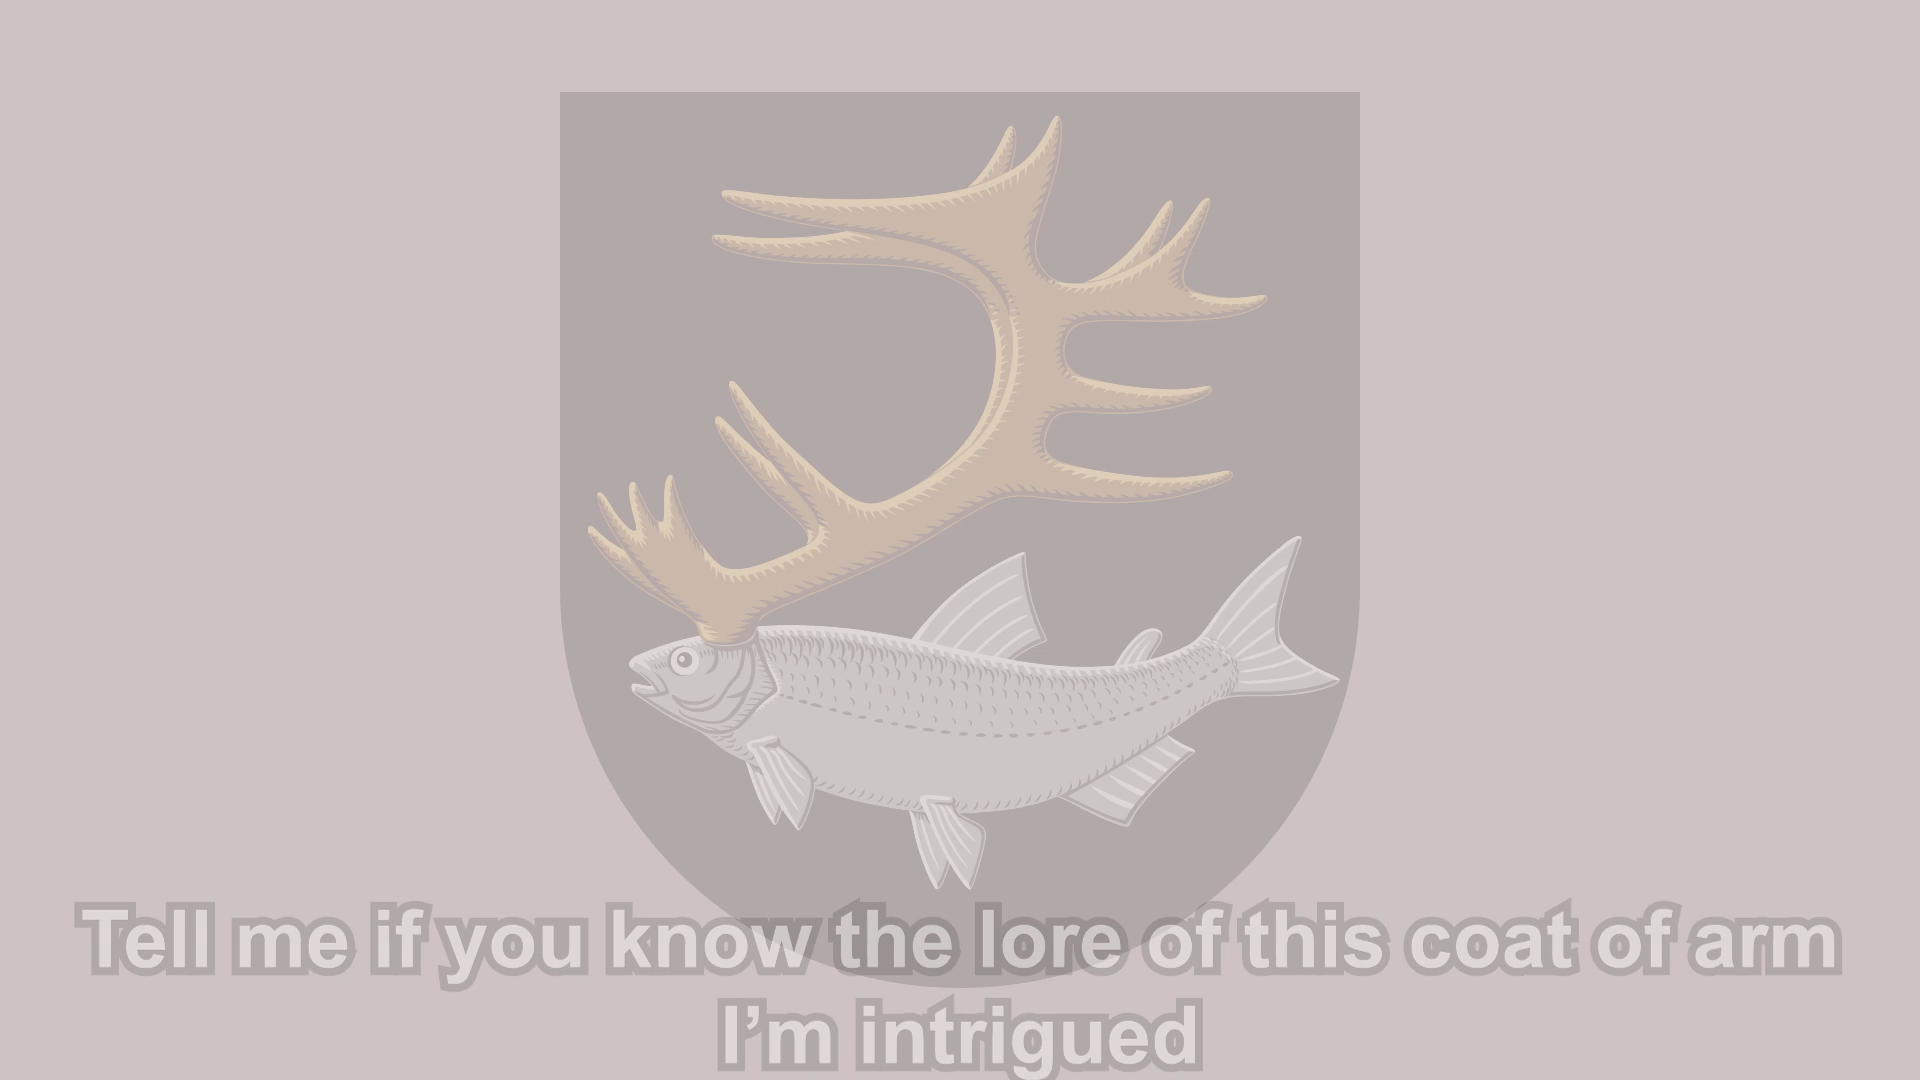 Tell me if you know the lore of this coat of arm
I’m intrigued